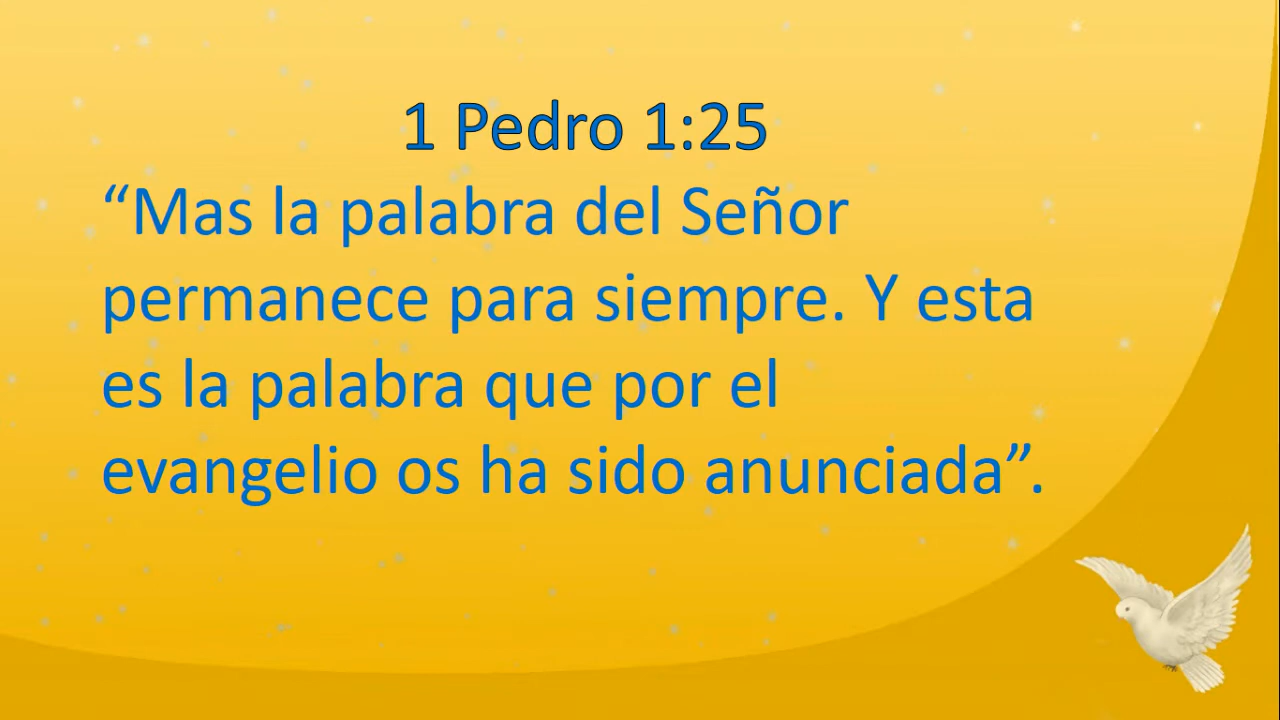 1 Pedro 1:25
“Mas la palabra del Señor
permanece para siempre. Y esta
es la palabra que por el
evangelio os ha sido anunciada”.